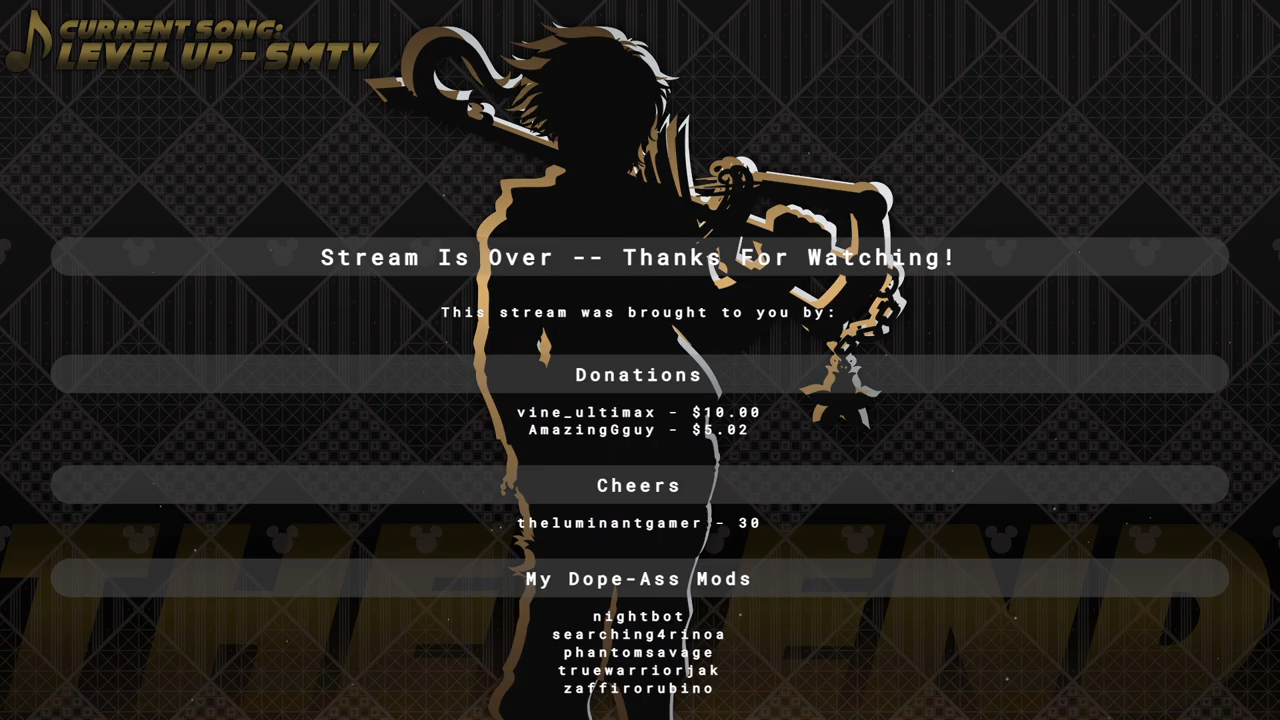 CURRENT SONG:
LEVEL UP - SMTV
Stream Is Over -- Thanks For Watching!
This stream was brought to you by:
Donations
vine_ultimax - $10.00
AmazingGguy - $5.02
Cheers
theluminantgamer - 30
My Dope-Ass Mods
nightbot
searching4rinoa
phantomsavage
truewarriorjak
zaffirorubino
THE END